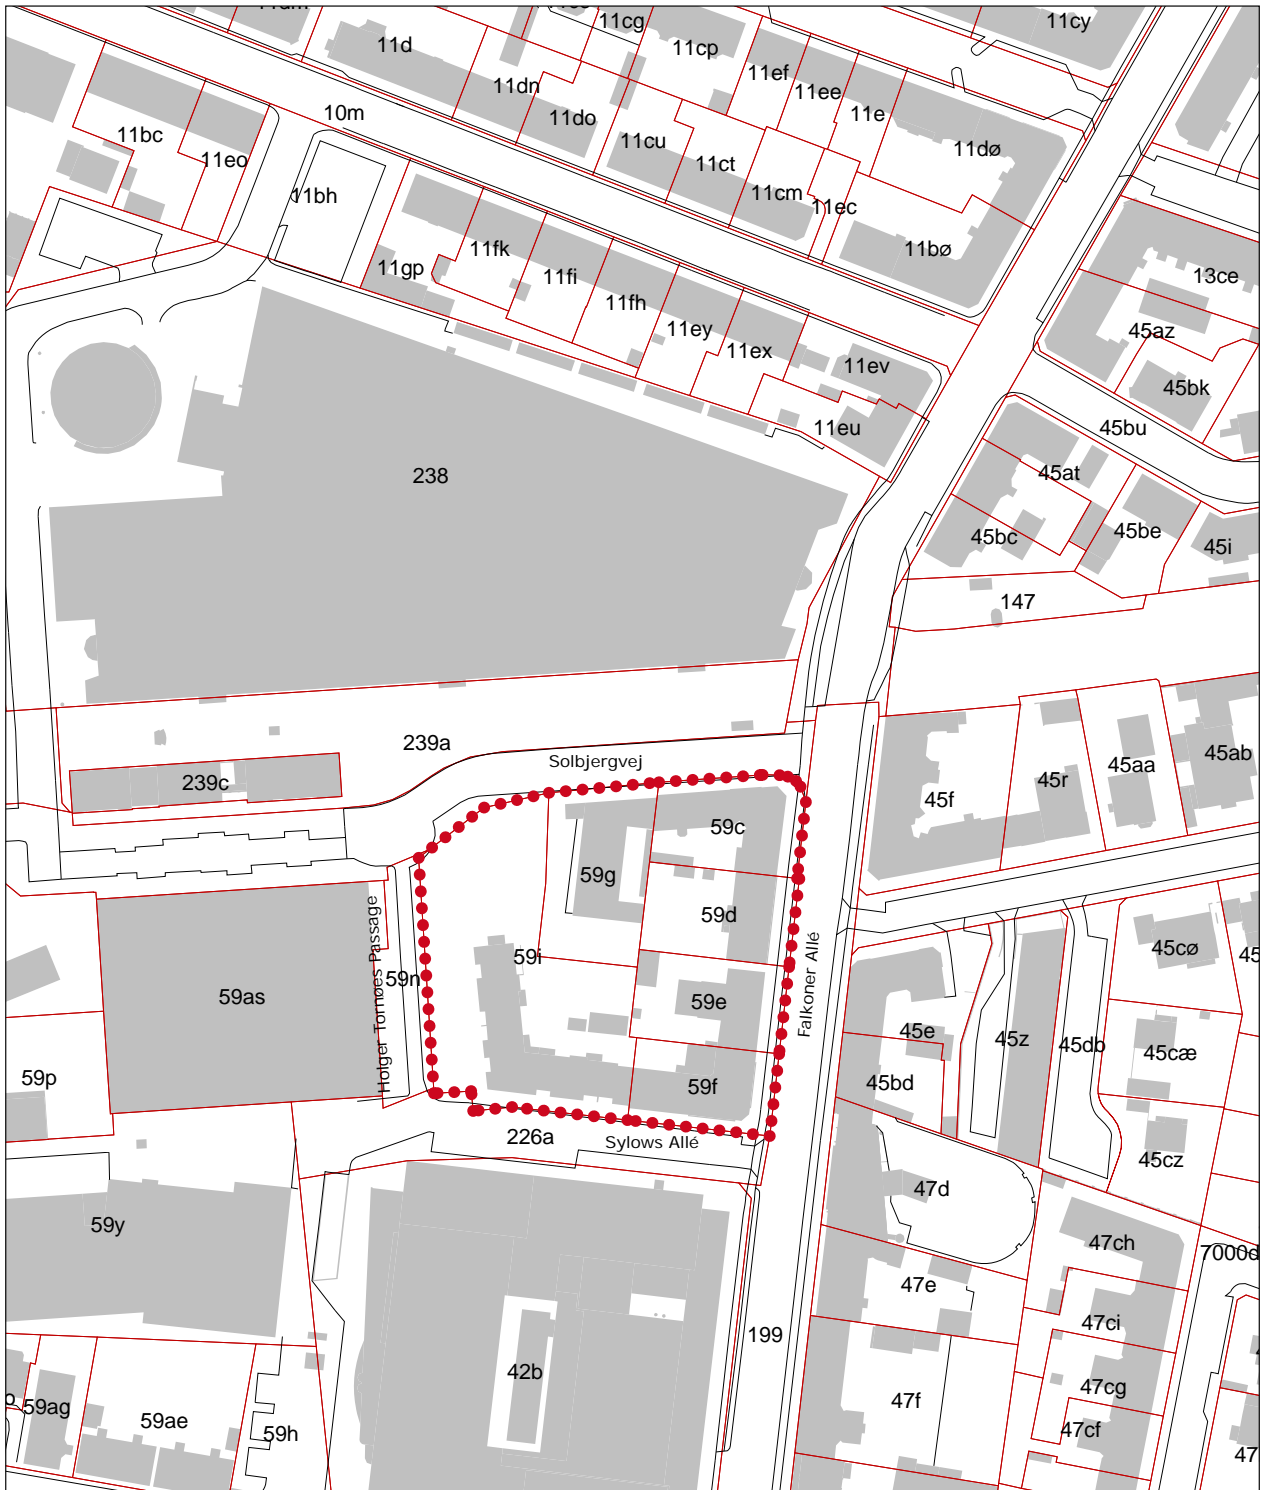 11cg
11cy
11d
11cp
11ef
11dn
11ee
11e
10m
11do
11bc
11cu
11dø
11eo
11ct
11bh
11cm
11ec
11fk
11bø
11gp
11fi
13ce
11fh
11ey
45az
11ex
11ev
45bk
11eu
45bu
238
45at
45be
45bc
45i
147
239a
Solbjergvej
45ab
45aa
239c
45r
45f
59c
59g
59d
Holger Tornøes Passage
Falkoner Allé
45cø
45
59i
59n
59as
59e
45e
45z
45db
45cæ
59p
59f
45bd
226a
Sylows Allé
45cz
47d
59y
47ch
7000d
47e
47ci
199
42b
47cg
47f
59ag
59ae
59h
47cf
47